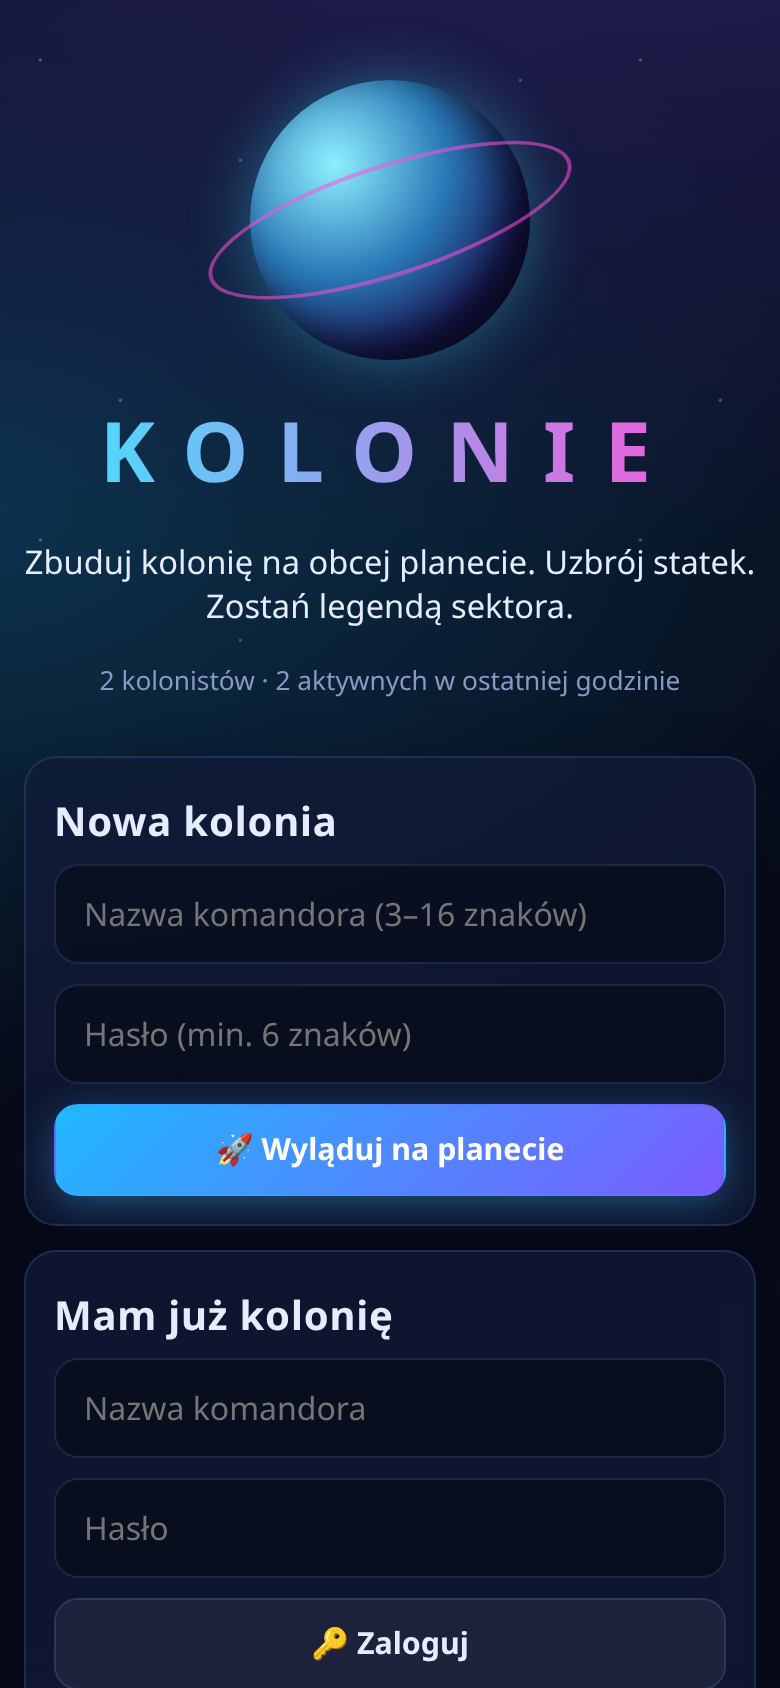 KOLONIE
Zbuduj kolonię na obcej planecie. Uzbrój statek.
Zostań legendą sektora.
2 kolonistów · 2 aktywnych w ostatniej godzinie
Nowa kolonia
Nazwa komandora (3–16 znaków)
Hasło (min. 6 znaków)
🚀 Wyląduj na planecie
Mam już kolonię
Nazwa komandora
Hasło
🔑 Zaloguj